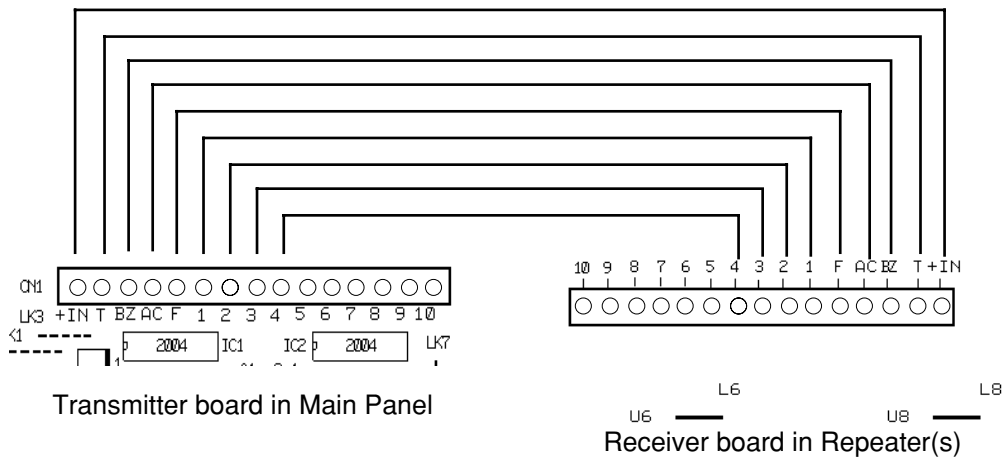 10 9 8 7 6 5 4 3 2 1 F AC BZ T +IN
CN1
LK3 +IN T BZ AC F 1 2 3 4 5 6 7 8 9 10
2004 IC1 IC2 2004 LK7
1
L6 L8
Transmitter board in Main Panel
U6 U8
Receiver board in Repeater(s)